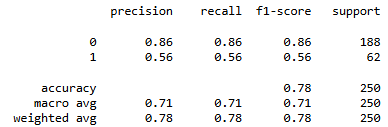 precision recall f1-score support
0 0.86 0.86 0.86 188
1 0.56 0.56 0.56 62
accuracy 0.78 250
macro avg 0.71 0.71 0.71 250
weighted avg 0.78 0.78 0.78 250